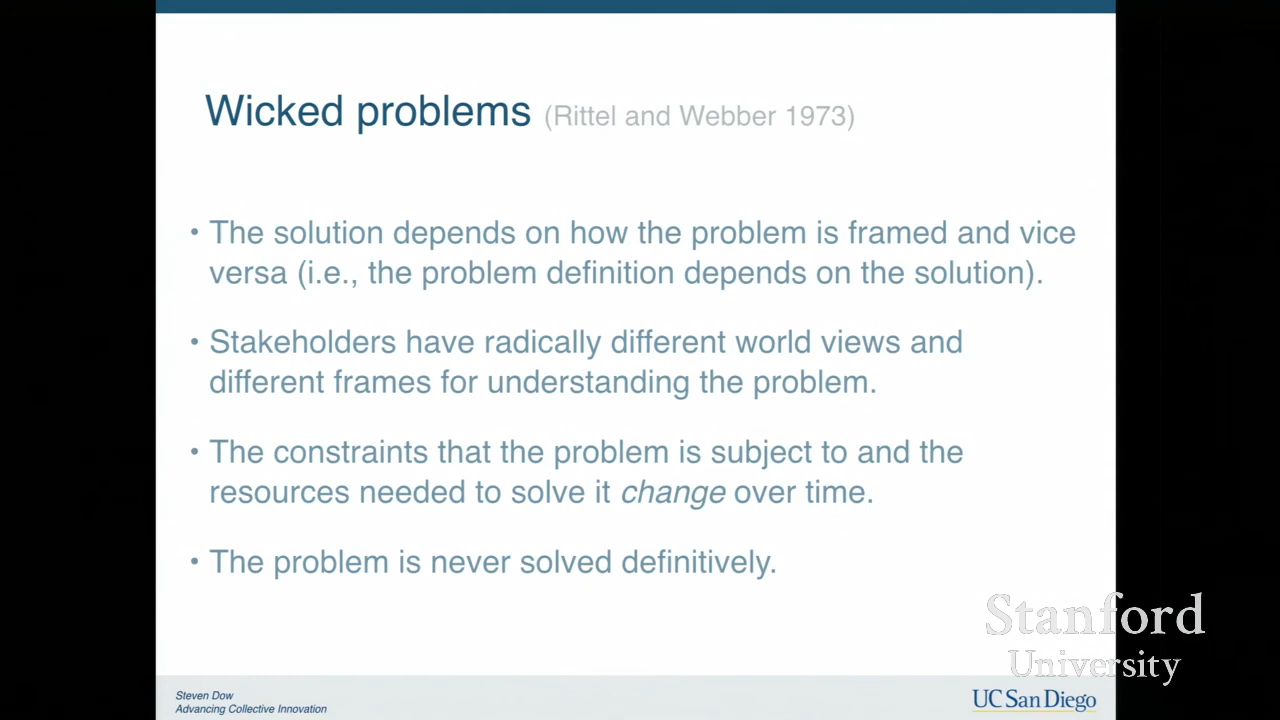 Wicked problems (Rittel and Webber 1973)
• The solution depends on how the problem is framed and vice
versa (i.e., the problem definition depends on the solution).
• Stakeholders have radically different world views and
different frames for understanding the problem.
• The constraints that the problem is subject to and the
resources needed to solve it change over time.
• The problem is never solved definitively.
Stanford
University
Steven Dow
Advancing Collective Innovation
UC San Diego